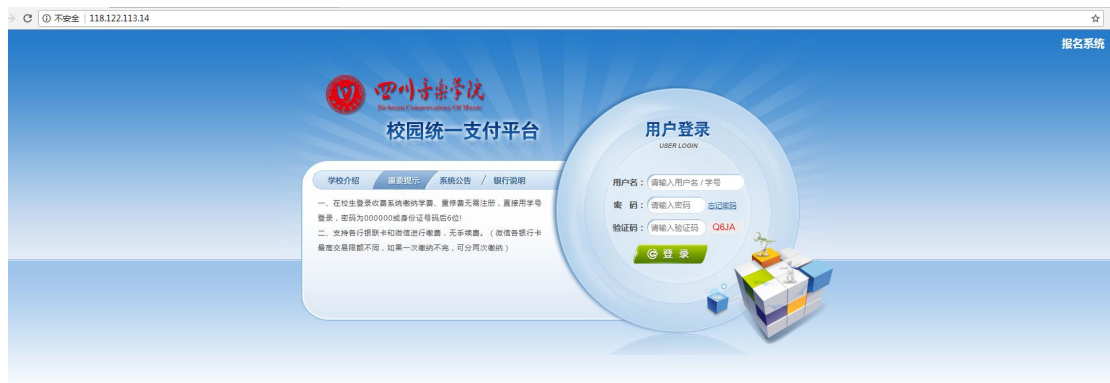 不安全 | 118.122.113.14
报名系统
四川音乐学院
Sichuan Conservatory Of Music
校园统一支付平台
学校介绍 重要提示 系统公告 / 银行说明
一、在校生登录收费系统缴纳学费、重修费无需注册，直接用学号
登录，密码为000000或身份证号码后6位!
二、支持各行银联卡和微信进行缴费，无手续费。（微信各银行卡
最高交易限额不同，如果一次缴纳不完，可分两次缴纳）
用户登录
USER LOGIN
用户名： 请输入用户名 / 学号
密 码： 请输入密码 忘记密码
验证码： 请输入验证码 Q6JA
登 录